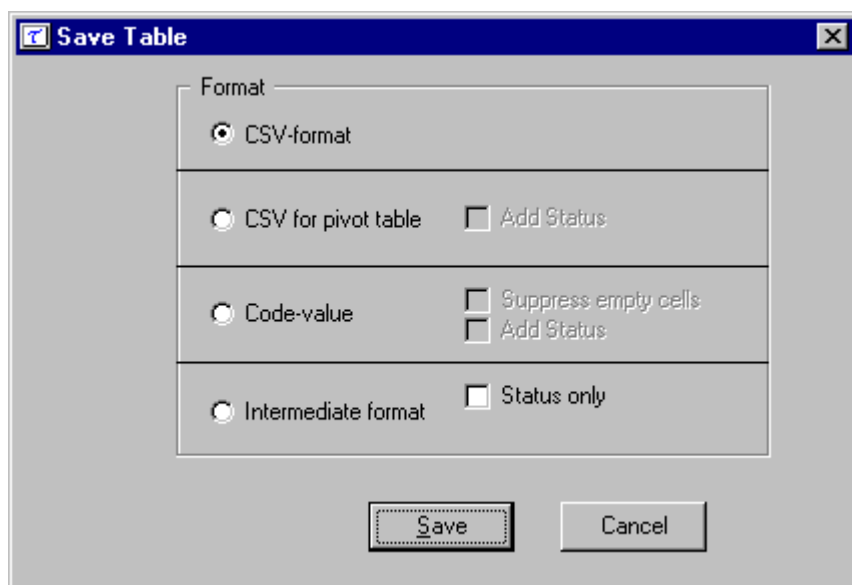 τ Save Table
Format
CSV-format
CSV for pivot table Add Status
Code-value Suppress empty cells
Add Status
Intermediate format Status only
Save Cancel